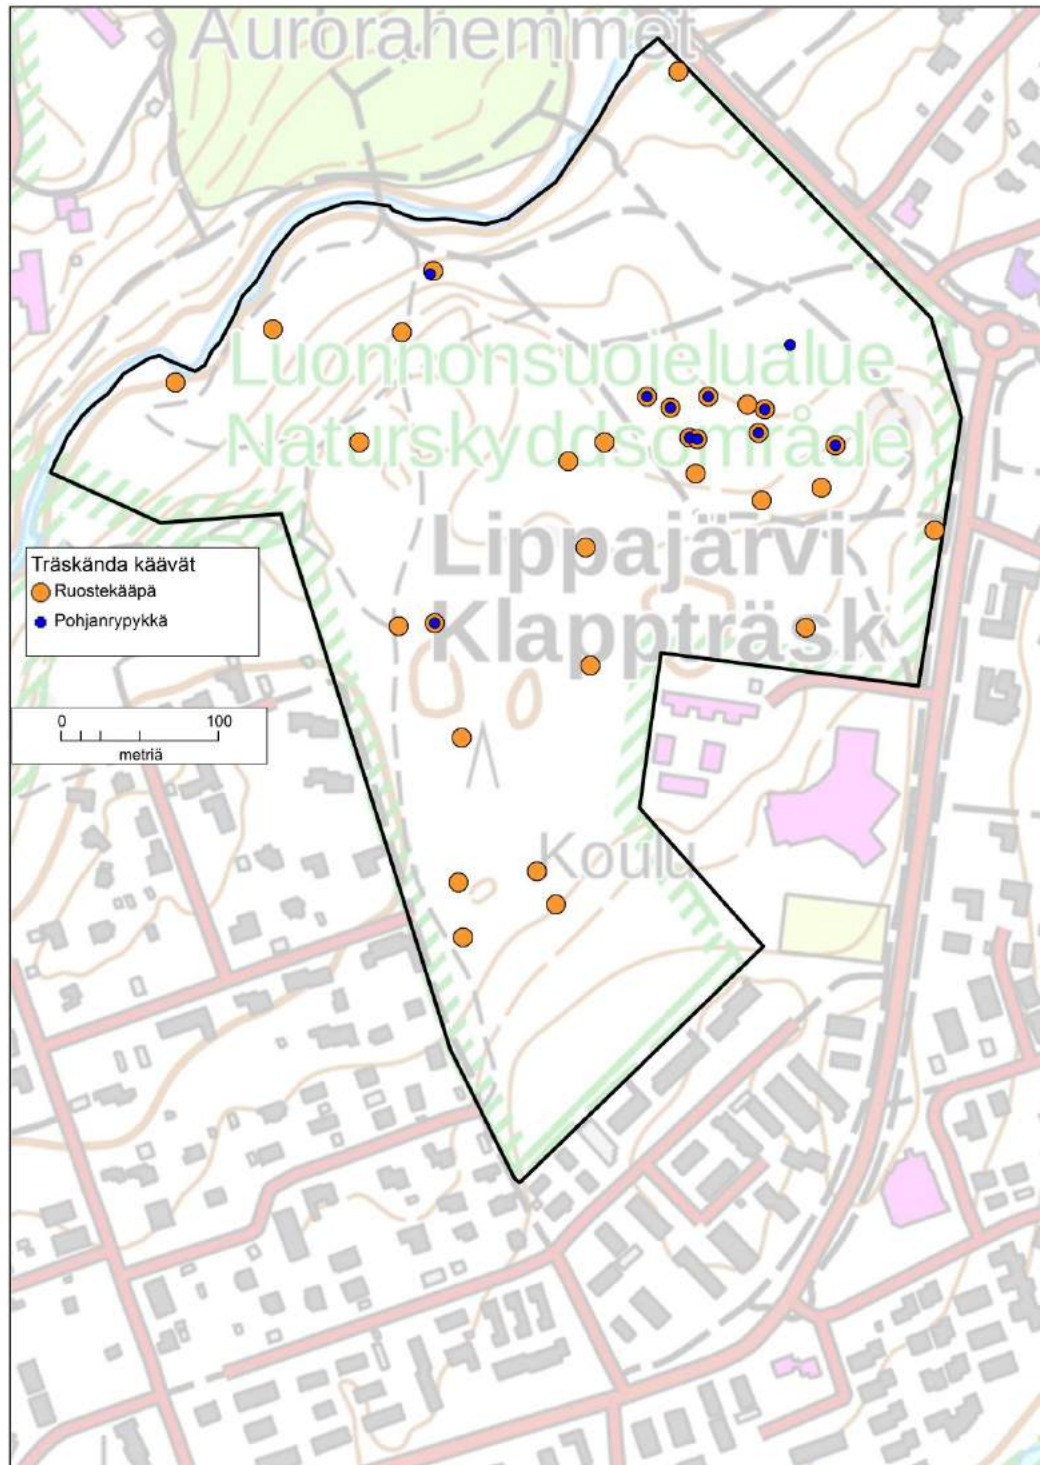 Aurorahemmet
Luonnonsuojelualue
Naturskyddsområde
Lippajärvi
Klappträsk
Träskända käävät
Ruostekääpä
Pohjanrypykkä
0 100
metriä
Koulu